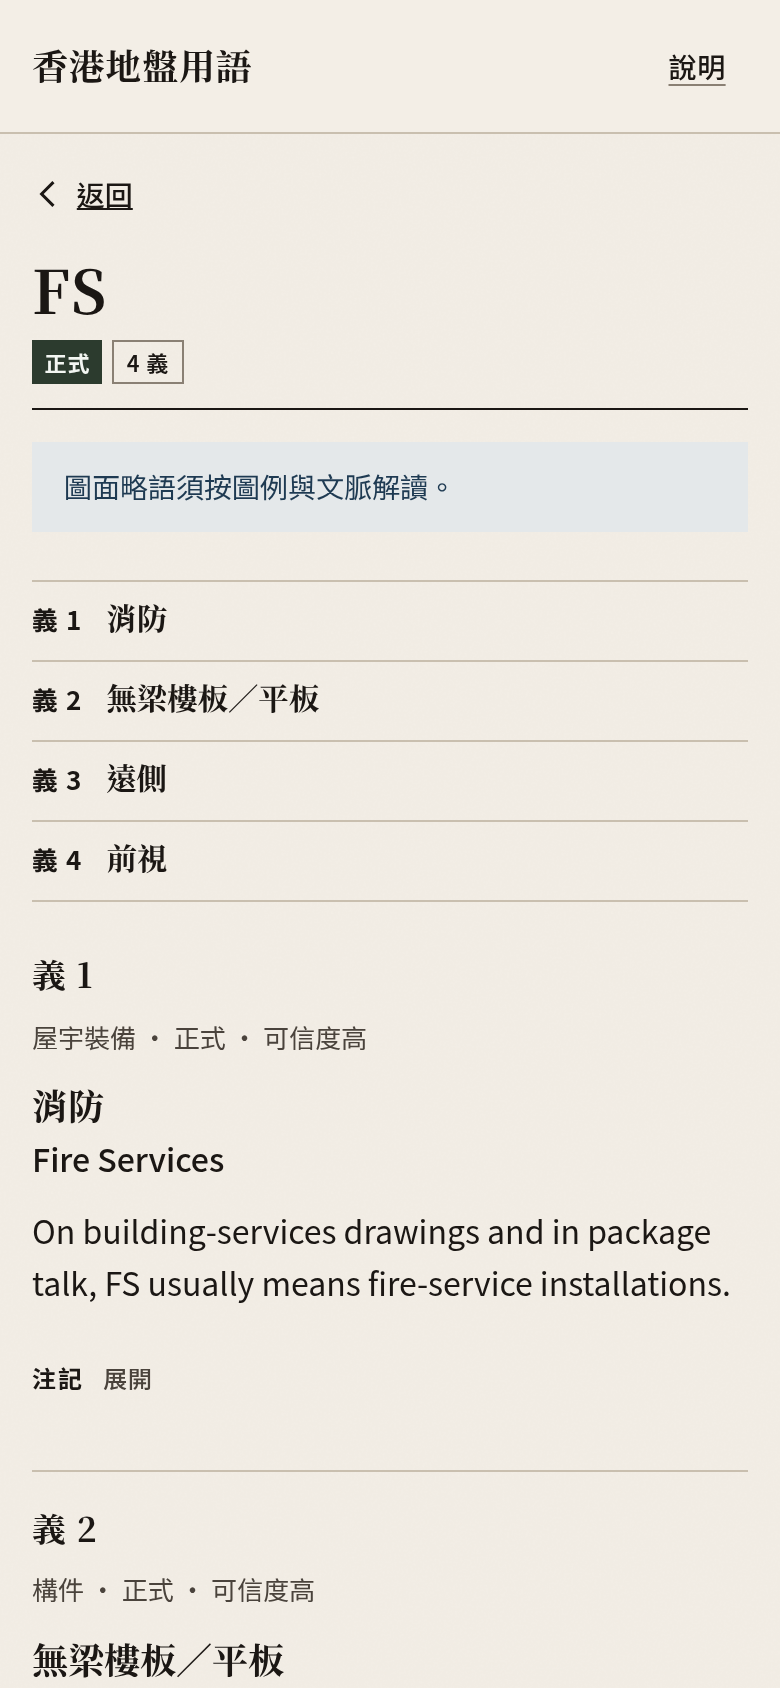 香港地盤用語
說明
返回
FS
正式
4 義
圖面略語須按圖例與文脈解讀。
義 1 消防
義 2 無梁樓板／平板
義 3 遠側
義 4 前視
義 1
屋宇裝備 · 正式 · 可信度高
消防
Fire Services
On building-services drawings and in package
talk, FS usually means fire-service installations.
注記 展開
義 2
構件 · 正式 · 可信度高
無梁樓板／平板